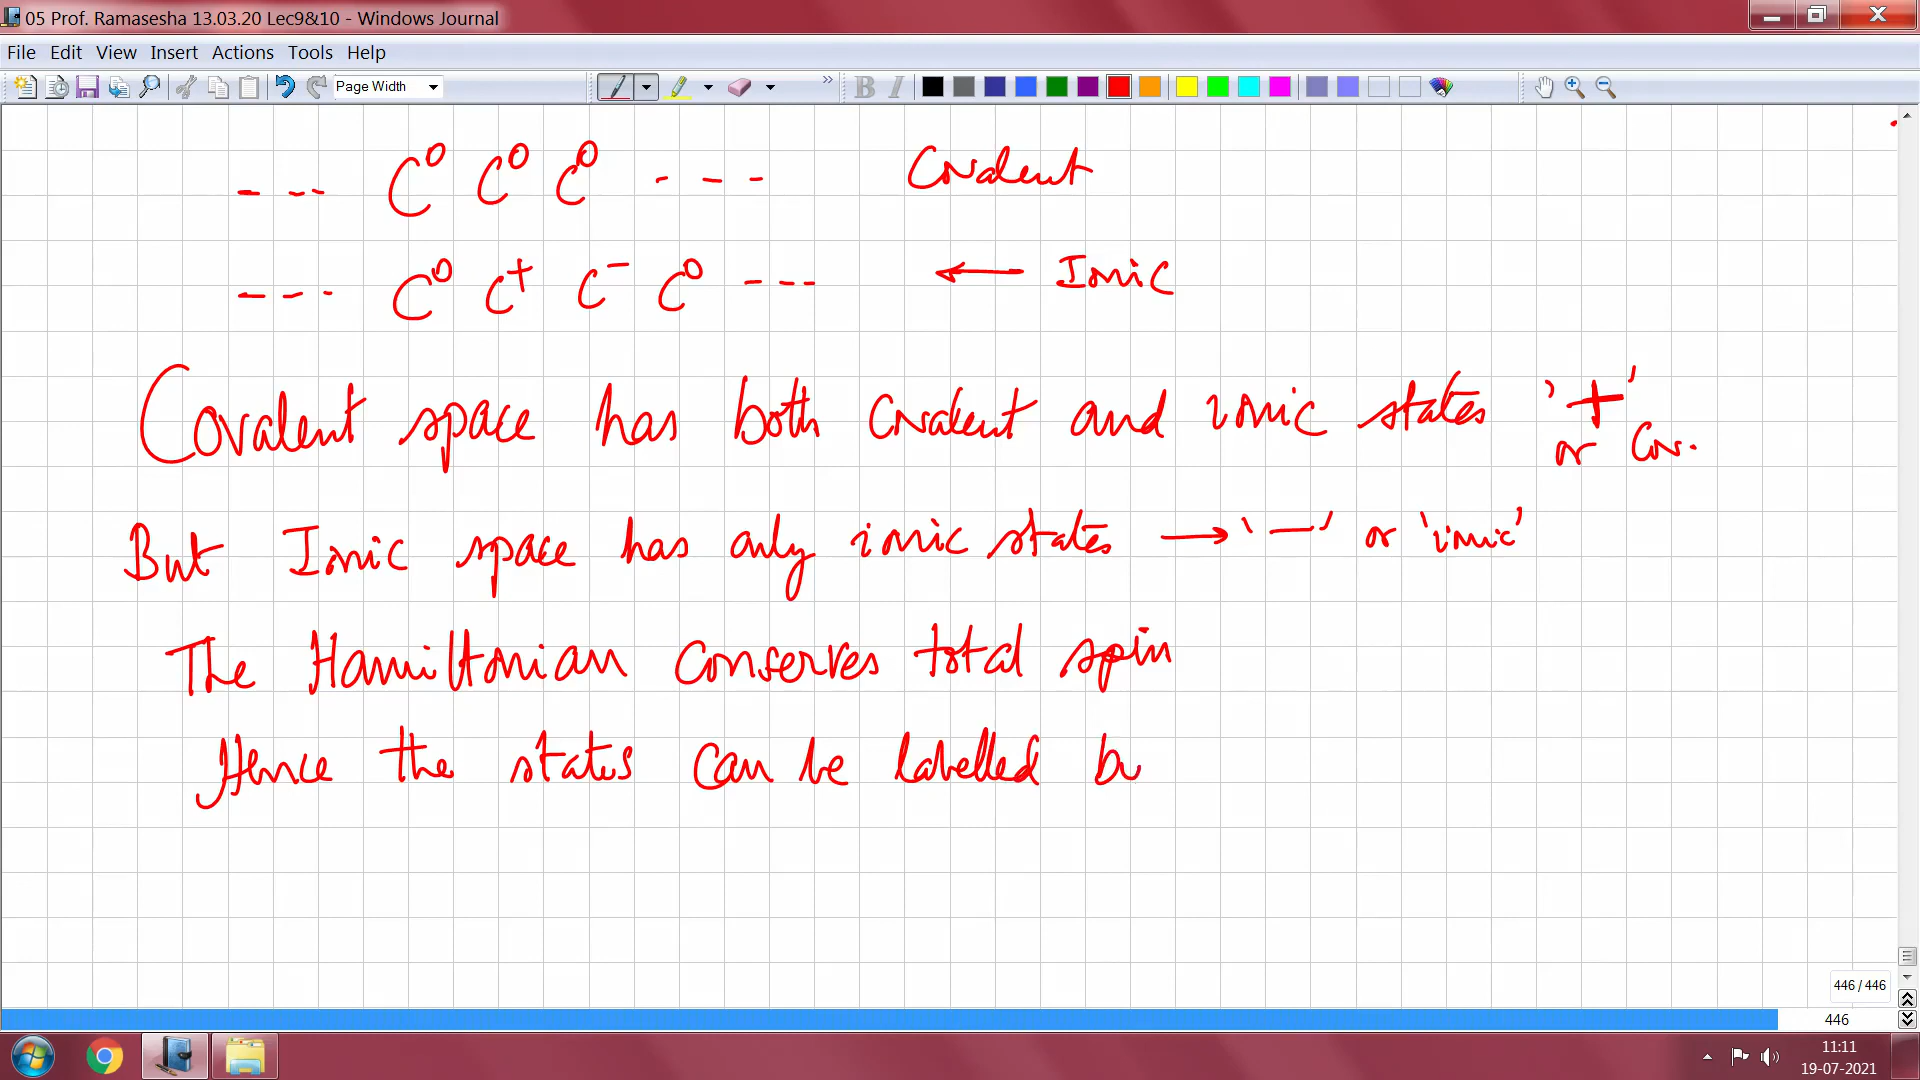 05 Prof. Ramasesha 13.03.20 Lec9&10 - Windows Journal
File Edit View Insert Actions Tools Help
Page Width
--- C⁰ C⁰ C⁰ --- Covalent
--- C⁰ C⁺ C⁻ C⁰ --- ← Ionic
Covalent space has both covalent and ionic states '+'
or Cov.
But Ionic space has only ionic states → '—' or 'ionic'
The Hamiltonian conserves total spin
Hence the states can be labelled by
446 / 446
446
11:11
19-07-2021